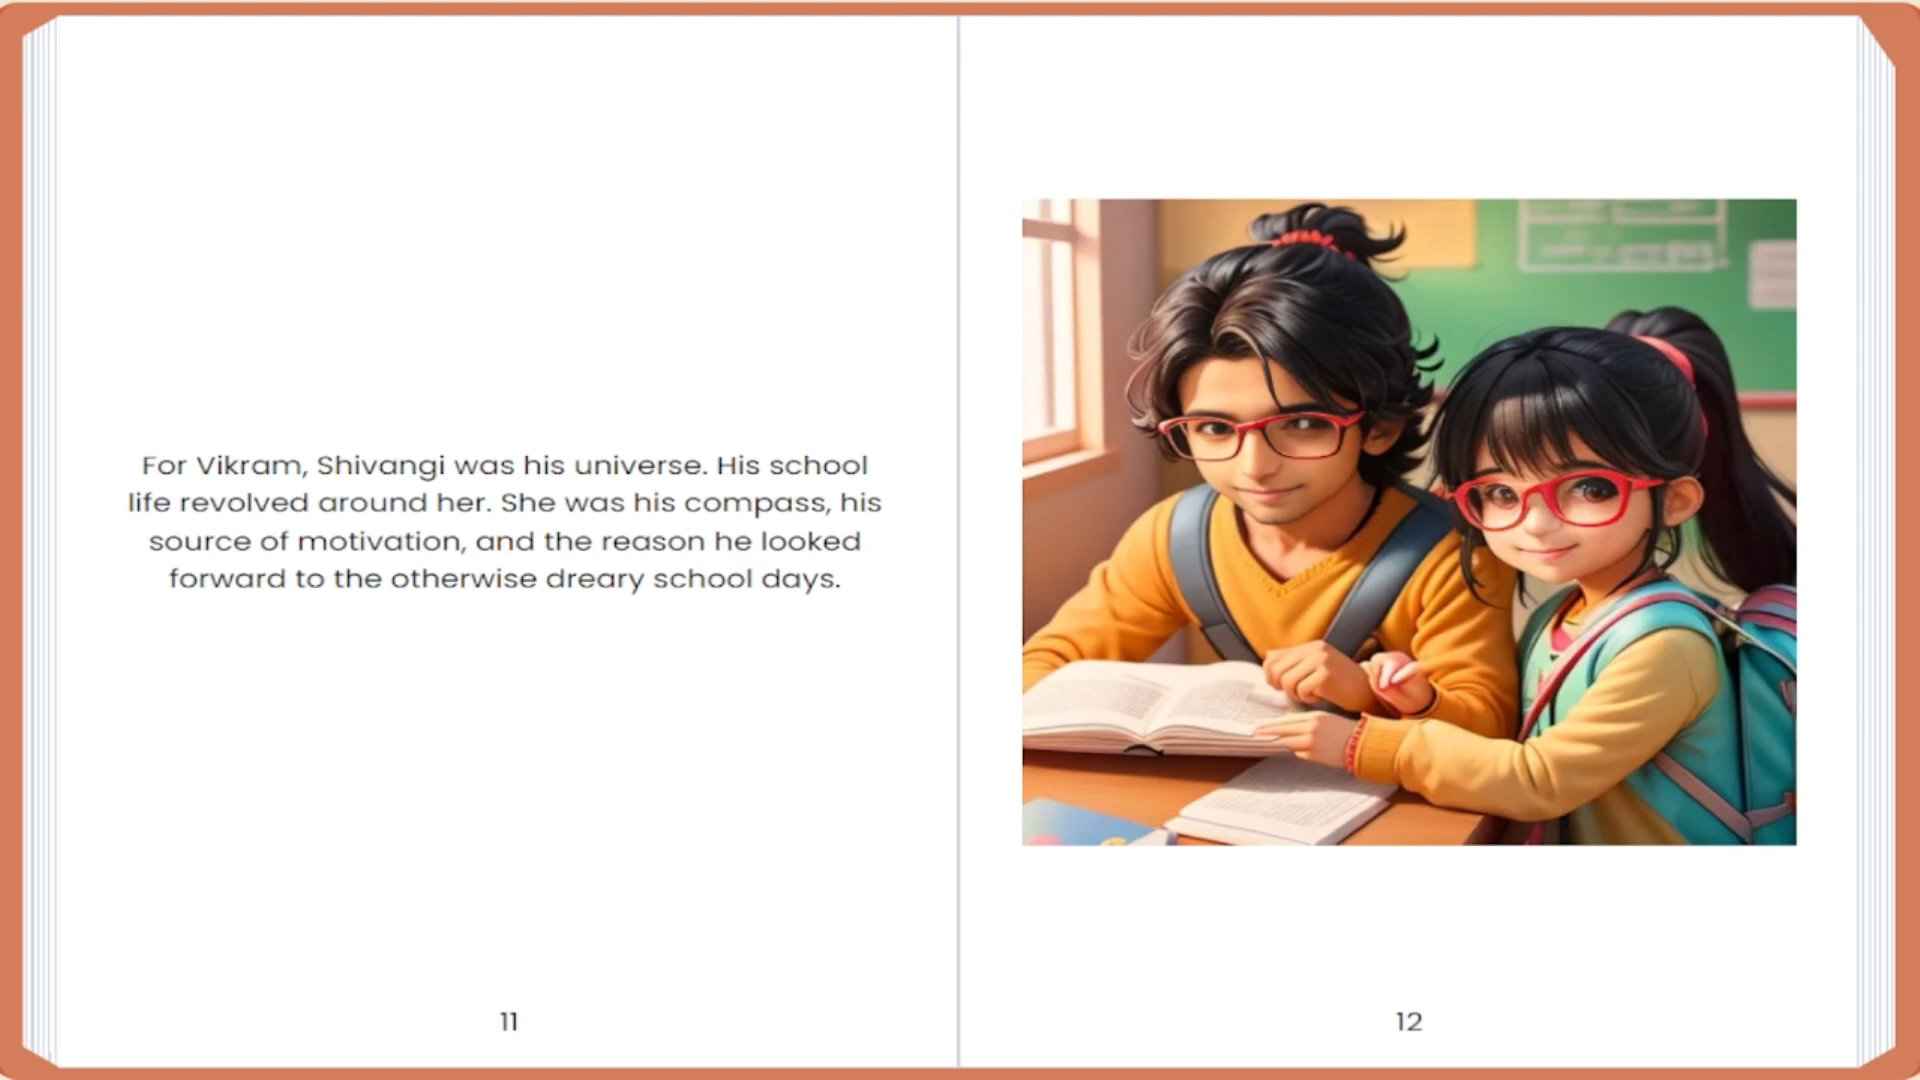 For Vikram, Shivangi was his universe. His school
life revolved around her. She was his compass, his
source of motivation, and the reason he looked
forward to the otherwise dreary school days.
11
12